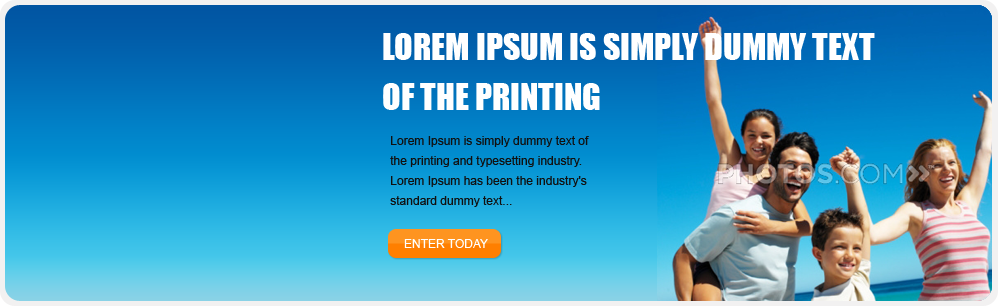 LOREM IPSUM IS SIMPLY DUMMY TEXT
OF THE PRINTING
Lorem Ipsum is simply dummy text of
the printing and typesetting industry.
Lorem Ipsum has been the industry's
standard dummy text...
PHOTOS.COM
ENTER TODAY